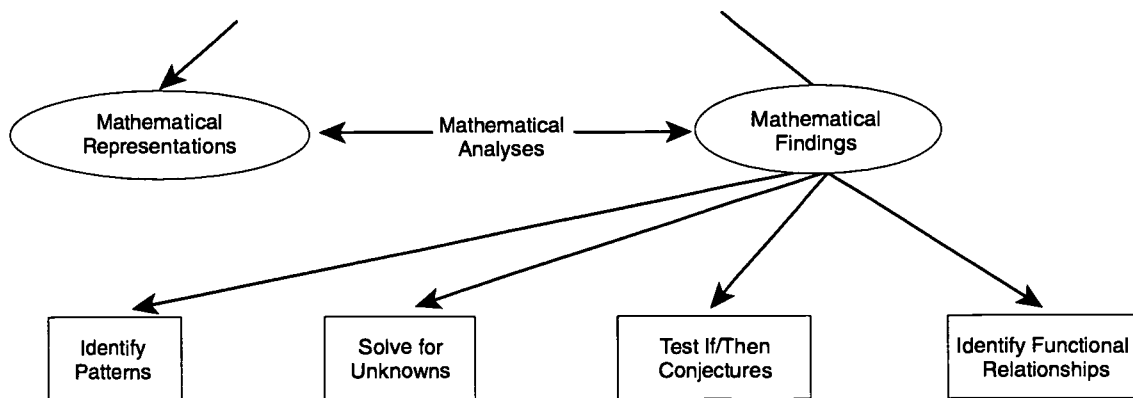 Mathematical
Representations
Mathematical
Analyses
Mathematical
Findings
Identify
Patterns
Solve for
Unknowns
Test If/Then
Conjectures
Identify Functional
Relationships